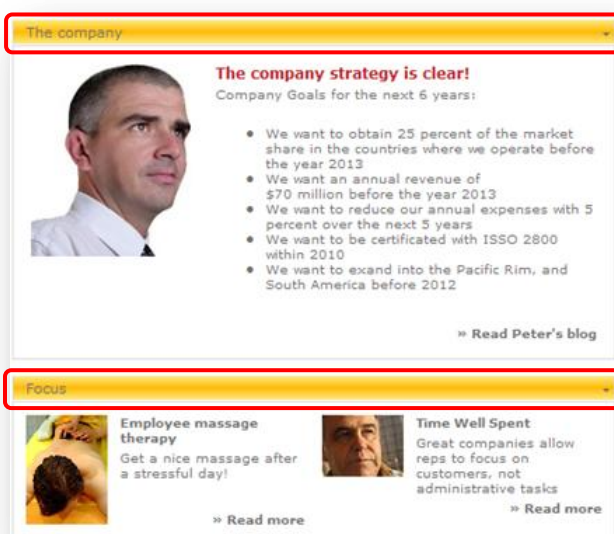 The company
The company strategy is clear!
Company Goals for the next 6 years:
• We want to obtain 25 percent of the market
share in the countries where we operate before
the year 2013
• We want an annual revenue of
$70 million before the year 2013
• We want to reduce our annual expenses with 5
percent over the next 5 years
• We want to be certificated with ISSO 2800
within 2010
• We want to exand into the Pacific Rim, and
South America before 2012
» Read Peter's blog
Focus
Employee massage
therapy
Get a nice massage after
a stressful day!
» Read more
Time Well Spent
Great companies allow
reps to focus on
customers, not
administrative tasks
» Read more